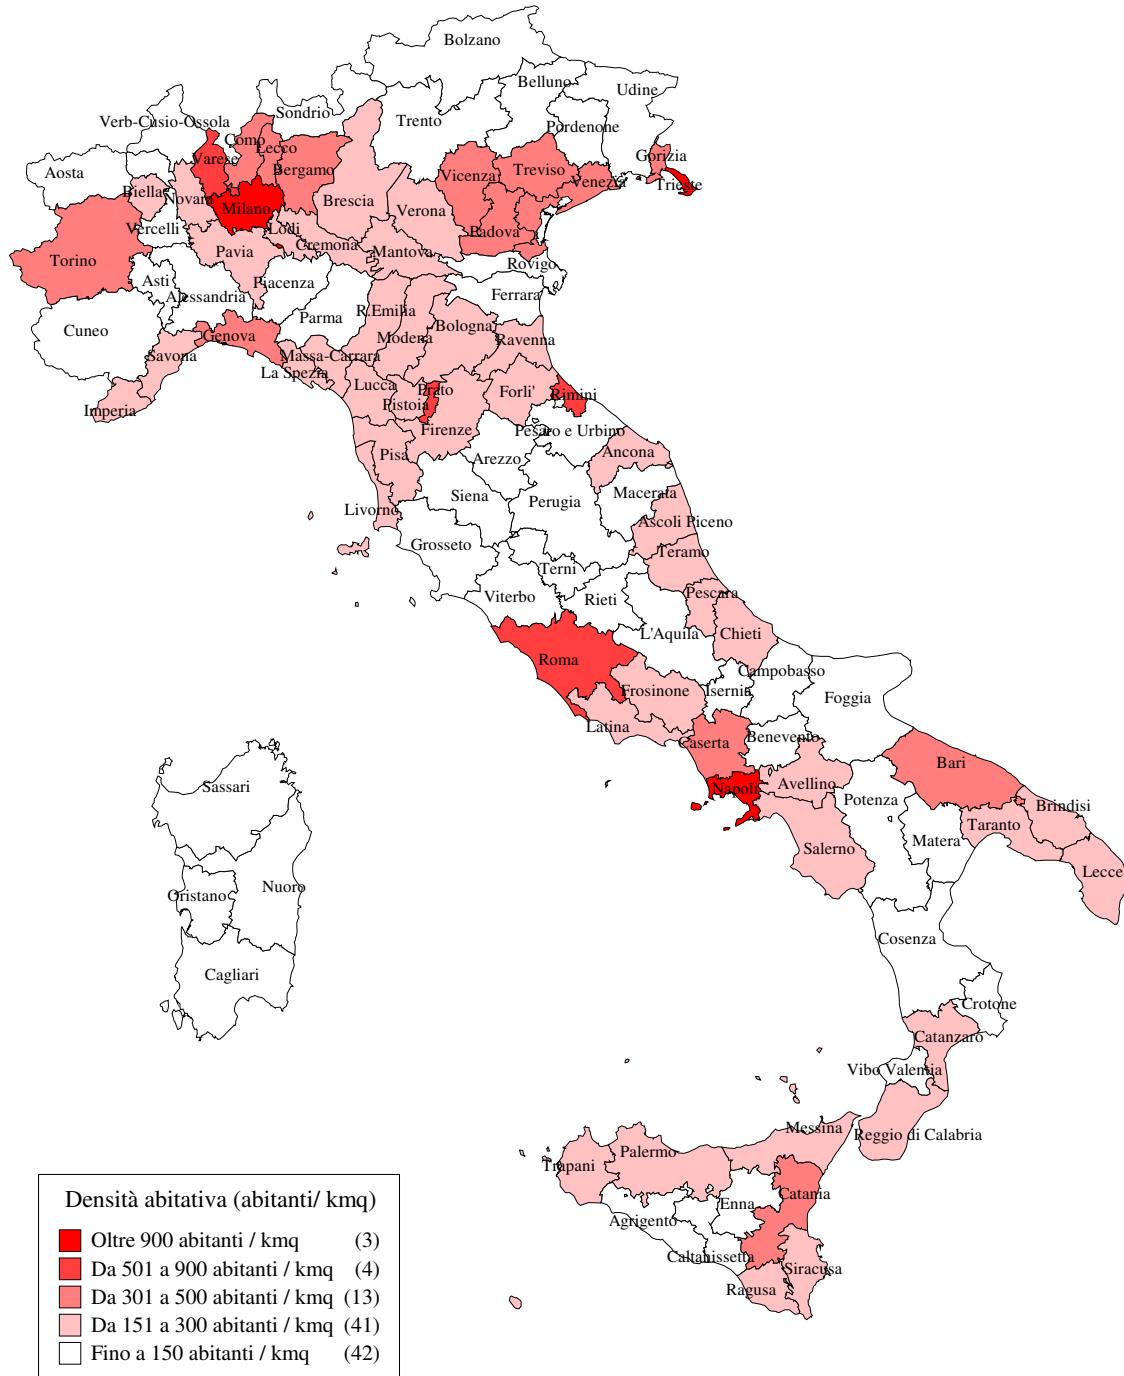 Bolzano
Belluno
Udine
Sondrio
Trento
Verb-Cusio-Ossola
Pordenone
Como
Lecco
Gorizia
Varese
Aosta
Bergamo
Vicenza
Treviso
Venezia
Trieste
Biella
Novara
Brescia
Milano
Verona
Vercelli
Lodi
Padova
Cremona
Pavia
Mantova
Torino
Rovigo
Asti
Piacenza
Alessandria
Ferrara
R.Emilia
Parma
Cuneo
Bologna
Genova
Modena
Ravenna
Savona
Massa-Carrara
La Spezia
Lucca
Prato
Forli'
Rimini
Pistoia
Imperia
Firenze
Pesaro e Urbino
Pisa
Ancona
Arezzo
Siena
Macerata
Perugia
Livorno
Ascoli Piceno
Grosseto
Teramo
Terni
Pescara
Viterbo
Rieti
L'Aquila
Chieti
Roma
Campobasso
Frosinone
Isernia
Foggia
Latina
Caserta
Benevento
Bari
Sassari
Napoli
Avellino
Potenza
Brindisi
Taranto
Matera
Salerno
Lecce
Nuoro
Oristano
Cosenza
Cagliari
Crotone
Catanzaro
Vibo Valentia
Messina
Reggio di Calabria
Palermo
Trapani
Catania
Enna
Agrigento
Caltanissetta
Siracusa
Ragusa
Densità abitativa (abitanti/ kmq)
Oltre 900 abitanti / kmq (3)
Da 501 a 900 abitanti / kmq (4)
Da 301 a 500 abitanti / kmq (13)
Da 151 a 300 abitanti / kmq (41)
Fino a 150 abitanti / kmq (42)